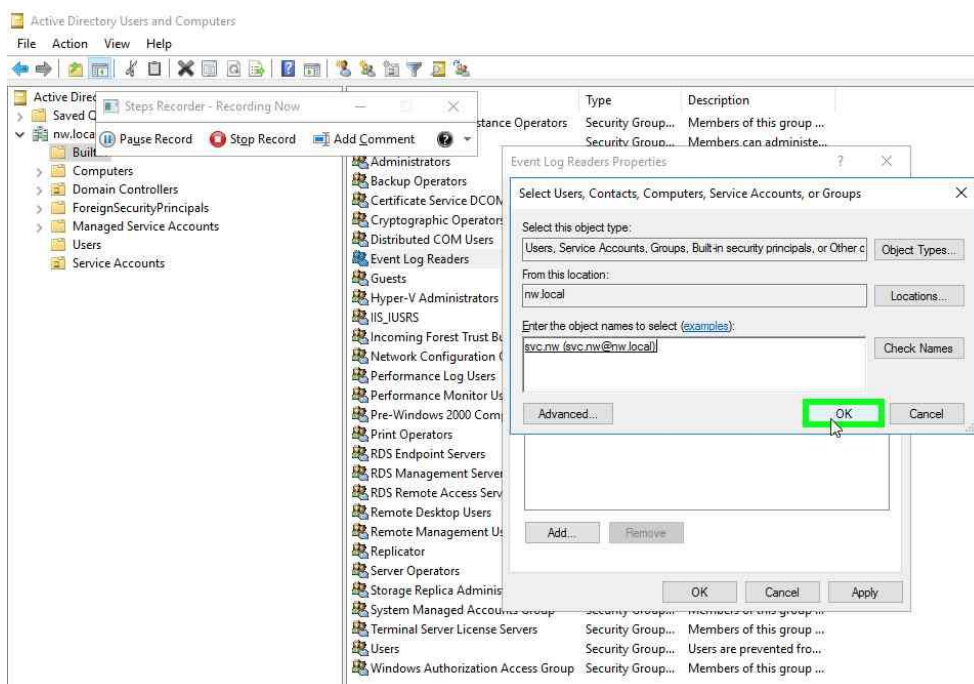 Active Directory Users and Computers
File Action View Help
Active Direc
Saved Q
nw.loca
Built
Computers
Domain Controllers
ForeignSecurityPrincipals
Managed Service Accounts
Users
Service Accounts
Steps Recorder - Recording Now
Pause Record Stop Record Add Comment
Type Description
stance Operators Security Group... Members of this group ...
Security Group... Members can administe...
Administrators
Backup Operators
Certificate Service DCOM
Cryptographic Operators
Distributed COM Users
Event Log Readers
Guests
Hyper-V Administrators
IIS_IUSRS
Incoming Forest Trust Bu
Network Configuration
Performance Log Users
Performance Monitor Us
Pre-Windows 2000 Com
Print Operators
RDS Endpoint Servers
RDS Management Server
RDS Remote Access Serv
Remote Desktop Users
Remote Management Us
Replicator
Server Operators
Storage Replica Adminis
System Managed Accounts Group Security Group... Members of this group ...
Terminal Server License Servers Security Group... Members of this group ...
Users Security Group... Users are prevented fro...
Windows Authorization Access Group Security Group... Members of this group ...
Event Log Readers Properties ?
Select Users, Contacts, Computers, Service Accounts, or Groups
Select this object type:
Users, Service Accounts, Groups, Built-in security principals, or Other c Object Types...
From this location:
nw.local Locations...
Enter the object names to select (examples):
svc.nw (svc.nw@nw.local) Check Names
Advanced... OK Cancel
Add... Remove
OK Cancel Apply